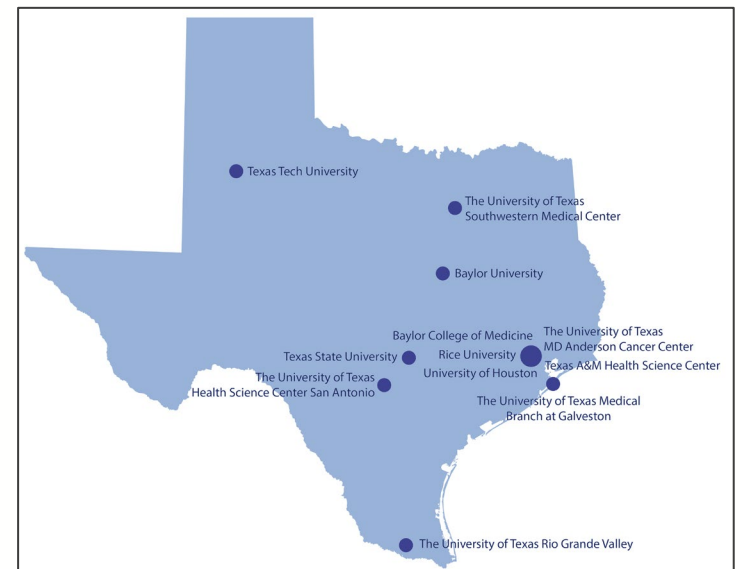 Texas Tech University
The University of Texas
Southwestern Medical Center
Baylor University
Baylor College of Medicine
Rice University
University of Houston
The University of Texas
MD Anderson Cancer Center
Texas A&M Health Science Center
Texas State University
The University of Texas
Health Science Center San Antonio
The University of Texas Medical
Branch at Galveston
The University of Texas Rio Grande Valley